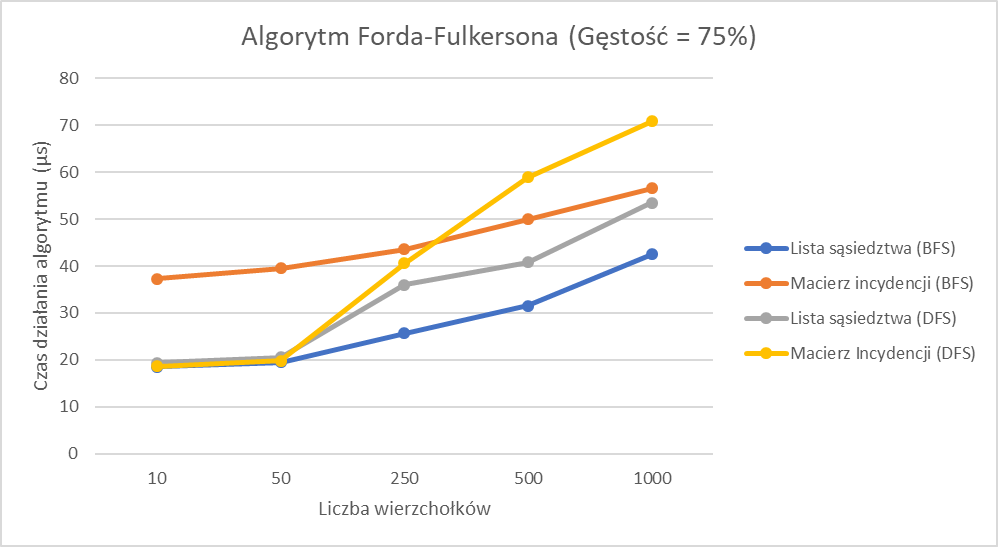 Algorytm Forda-Fulkersona (Gęstość = 75%)
Czas działania algorytmu (µs)
80
70
60
50
40
30
20
10
0
10 50 250 500 1000
Liczba wierzchołków
Lista sąsiedztwa (BFS)
Macierz incydencji (BFS)
Lista sąsiedztwa (DFS)
Macierz Incydencji (DFS)